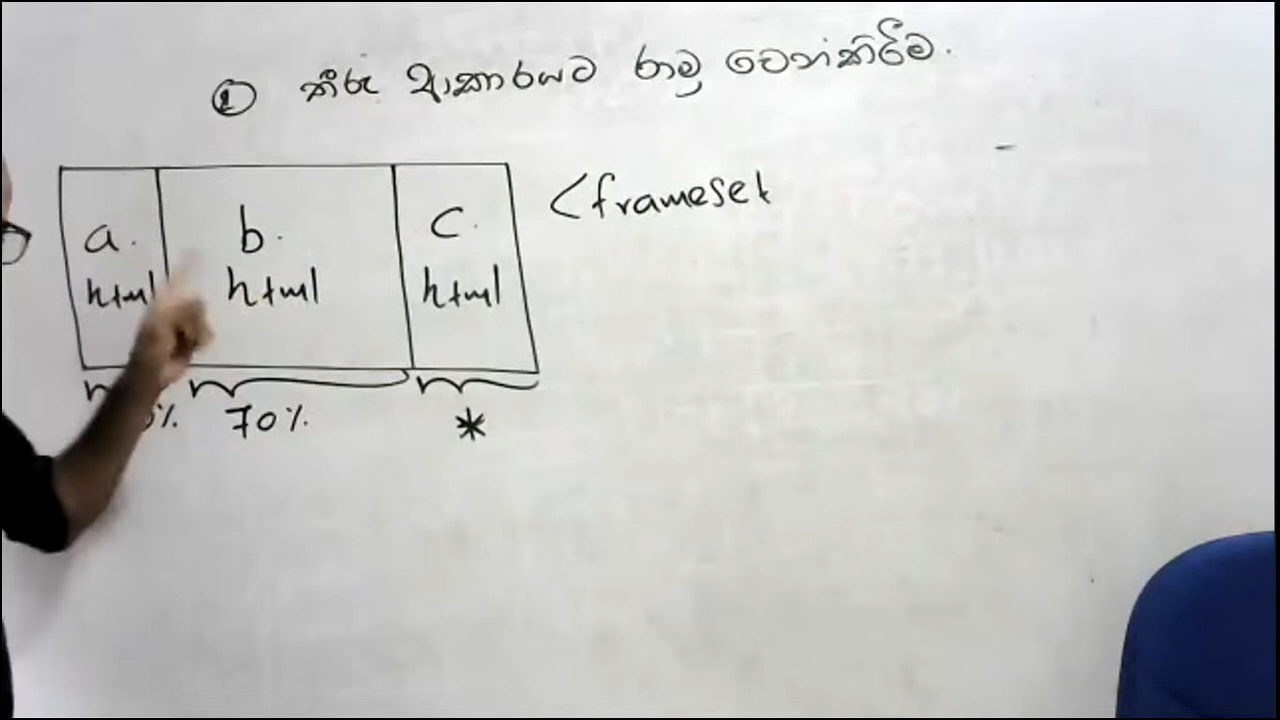 ① තීරු ආකාරයට රාමු වෙන්කිරීම.
<frameset
a. b. c.
html html html
% 70% *